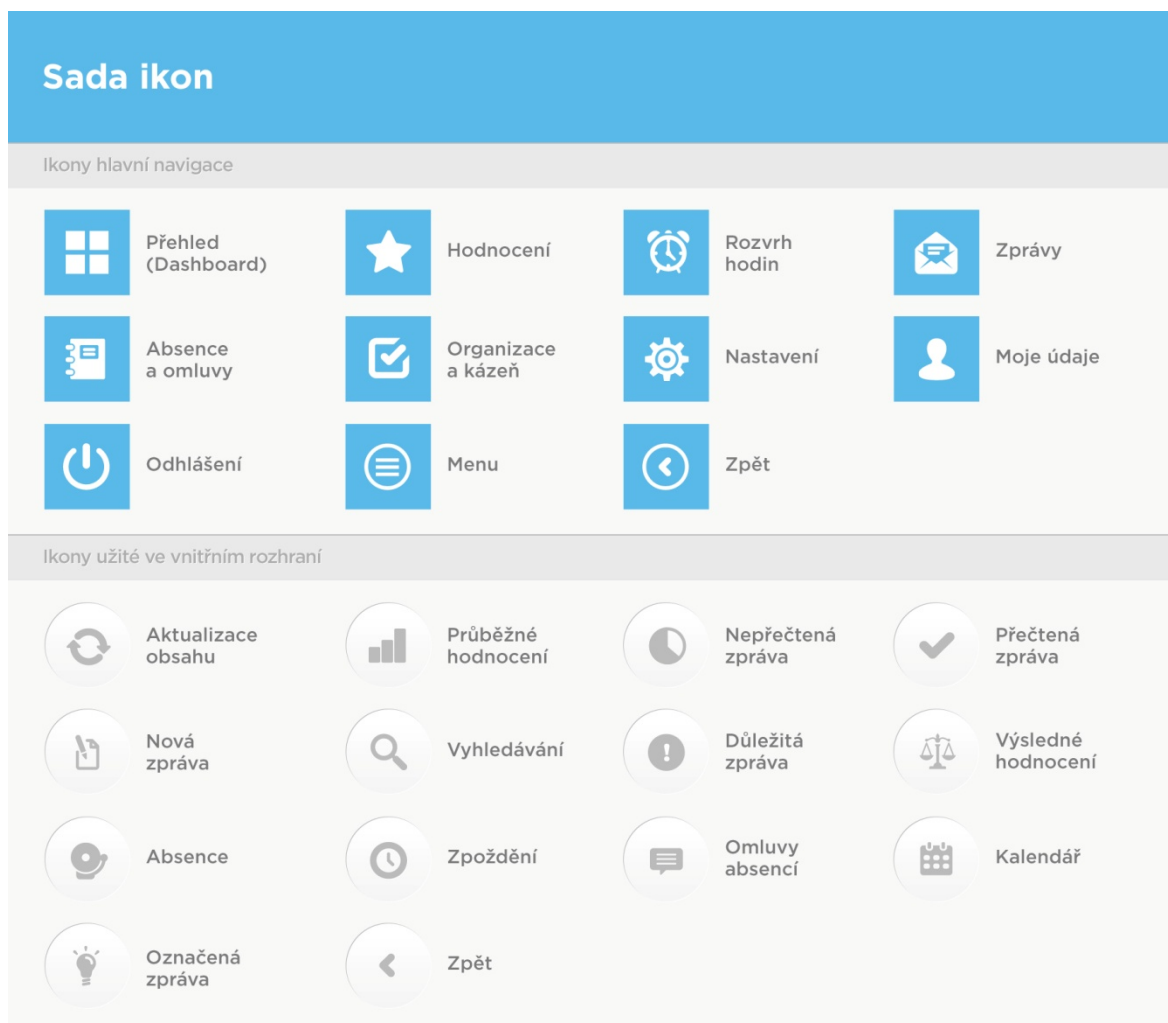 Sada ikon
Ikony hlavní navigace
Přehled
(Dashboard)
Hodnocení
Rozvrh
hodin
Zprávy
Absence
a omluvy
Organizace
a kázeň
Nastavení
Moje údaje
Odhlášení
Menu
Zpět
Ikony užité ve vnitřním rozhraní
Aktualizace
obsahu
Průběžné
hodnocení
Nepřečtená
zpráva
Přečtená
zpráva
Nová
zpráva
Vyhledávání
Důležitá
zpráva
Výsledné
hodnocení
Absence
Zpoždění
Omluvy
absencí
Kalendář
Označená
zpráva
Zpět